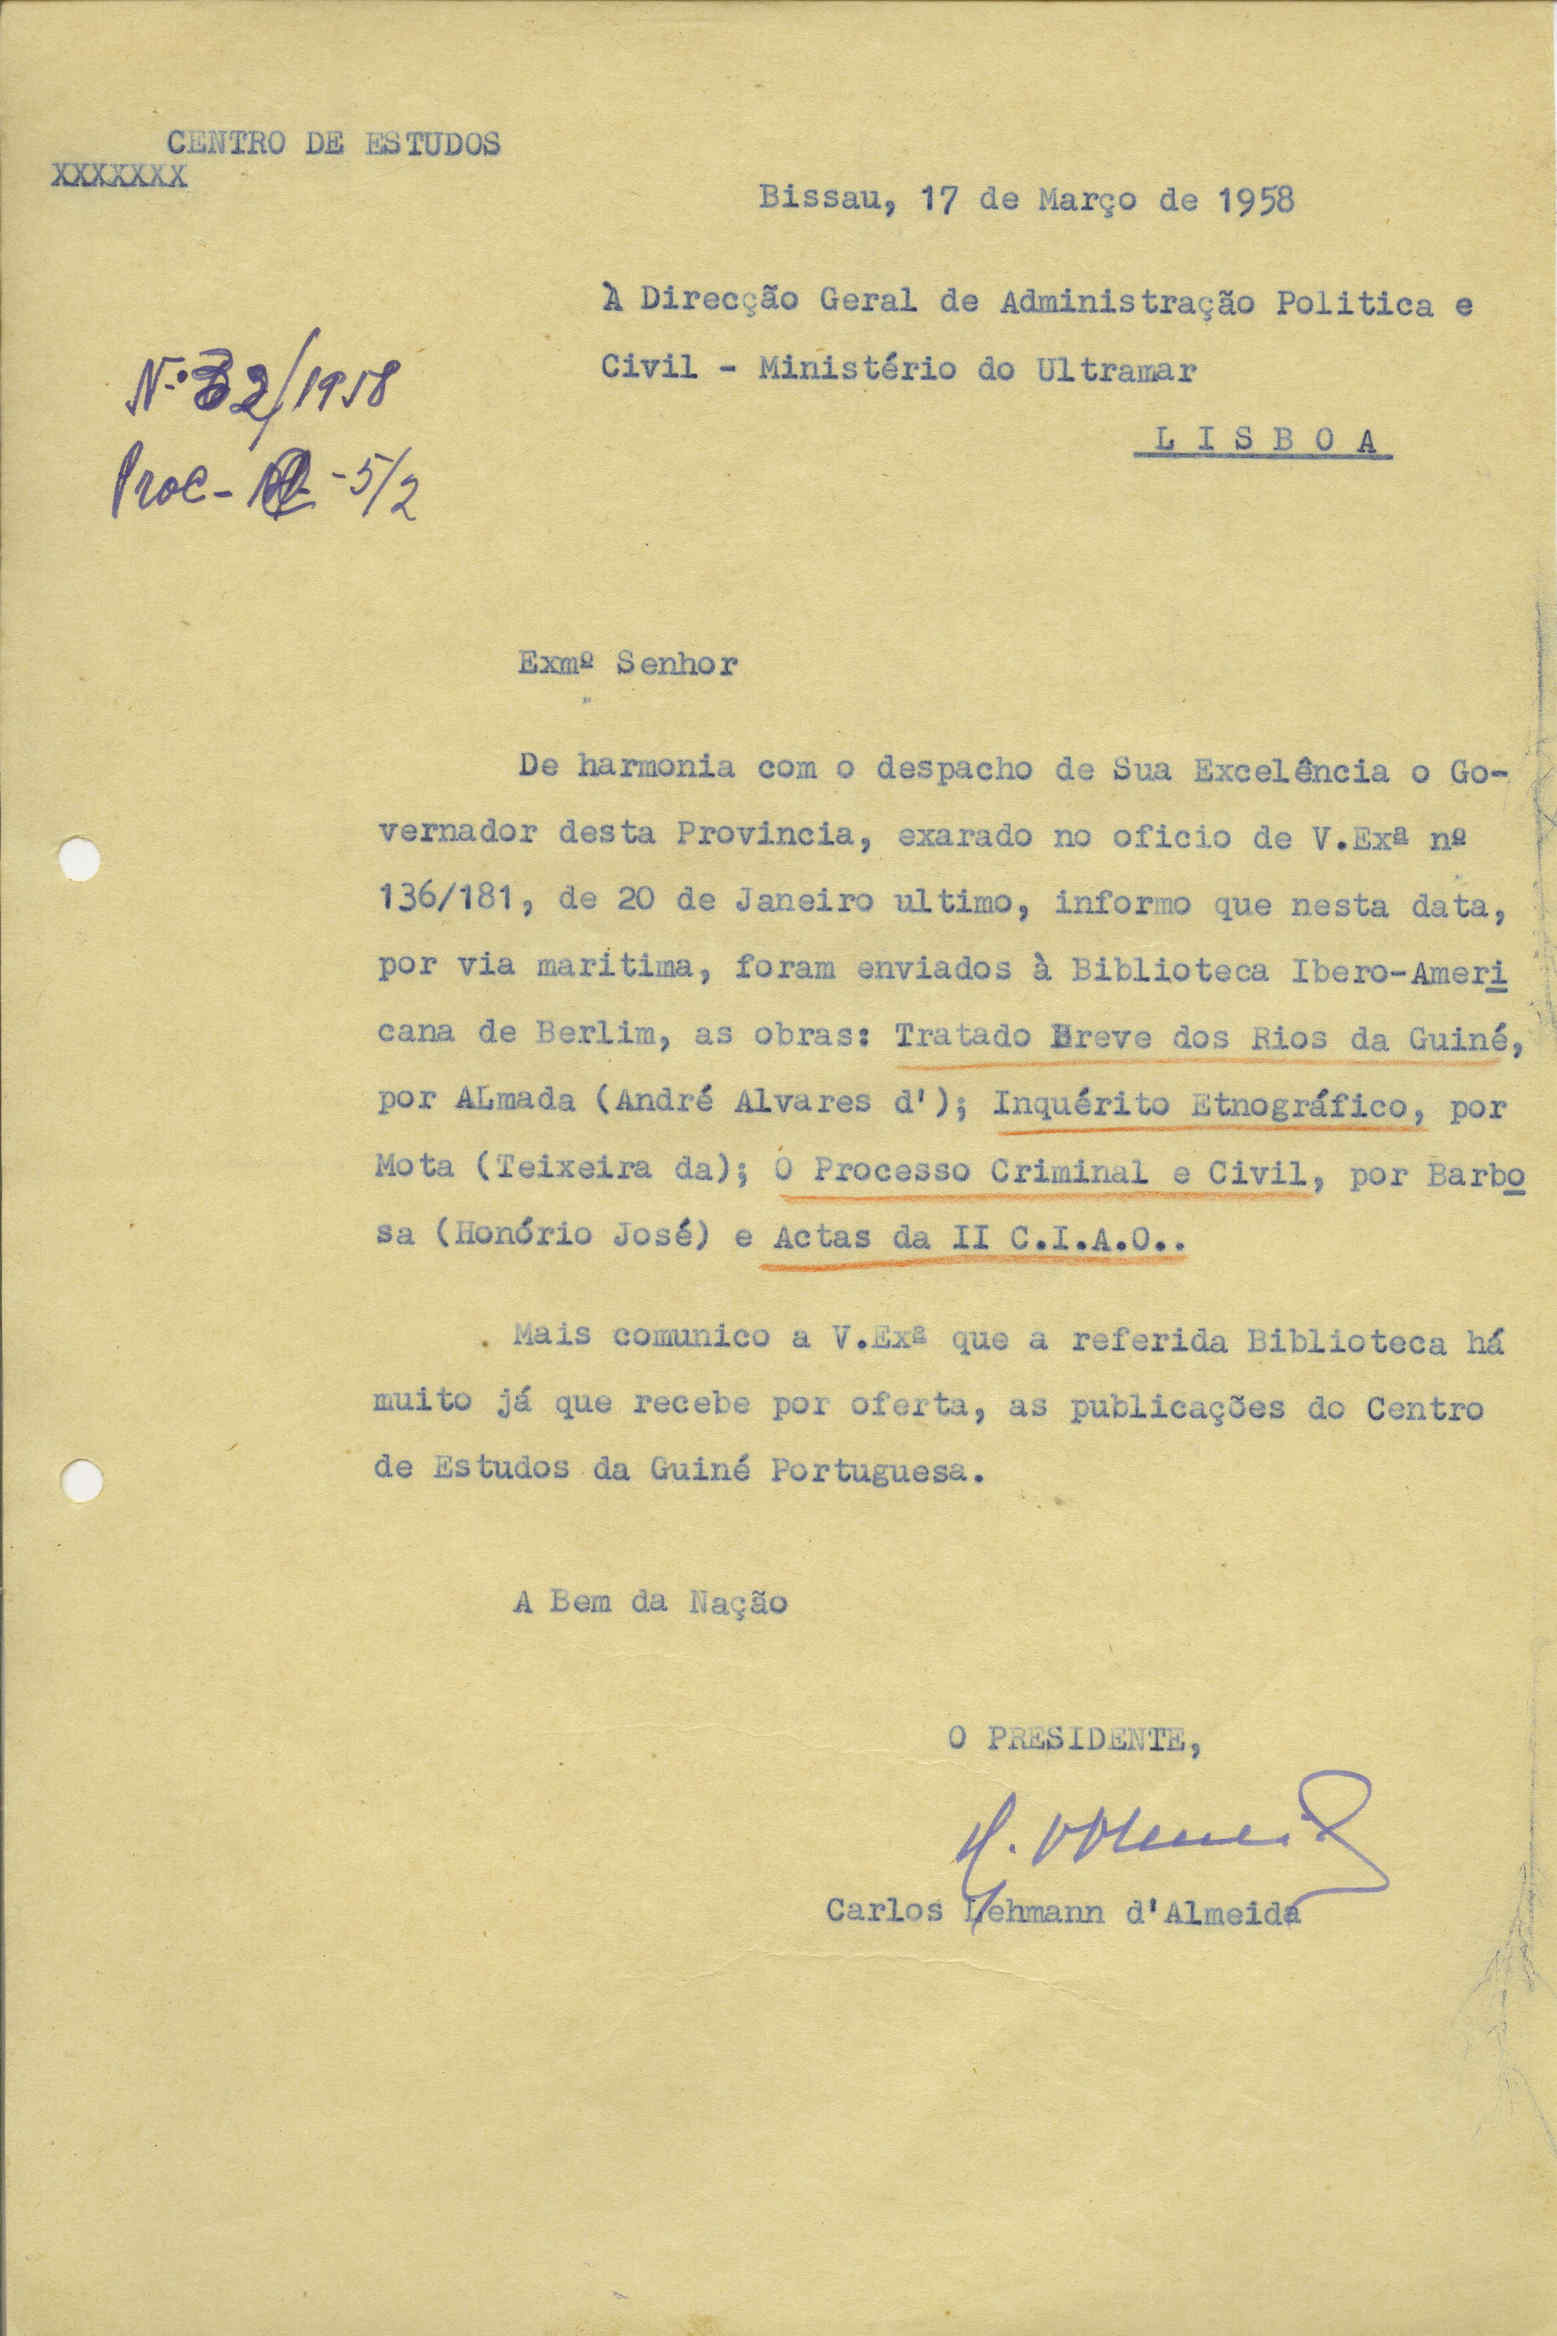 CENTRO DE ESTUDOS
XXXXXXX
Bissau, 17 de Março de 1958
À Direcção Geral de Administração Politica e
Civil - Ministério do Ultramar
L I S B O A
Nº 32/1958
Proc- -5/2
Exmº Senhor
De harmonia com o despacho de Sua Excelência o Go-
vernador desta Provincia, exarado no oficio de V.Exª nº
136/181, de 20 de Janeiro ultimo, informo que nesta data,
por via maritima, foram enviados à Biblioteca Ibero-Ameri
cana de Berlim, as obras: Tratado Breve dos Rios da Guiné,
por ALmada (André Alvares d'); Inquérito Etnográfico, por
Mota (Teixeira da); O Processo Criminal e Civil, por Barbo
sa (Honório José) e Actas da II C.I.A.O..
Mais comunico a V.Exª que a referida Biblioteca há
muito já que recebe por oferta, as publicações do Centro
de Estudos da Guiné Portuguesa.
A Bem da Nação
O PRESIDENTE,
Carlos Lehmann d'Almeida